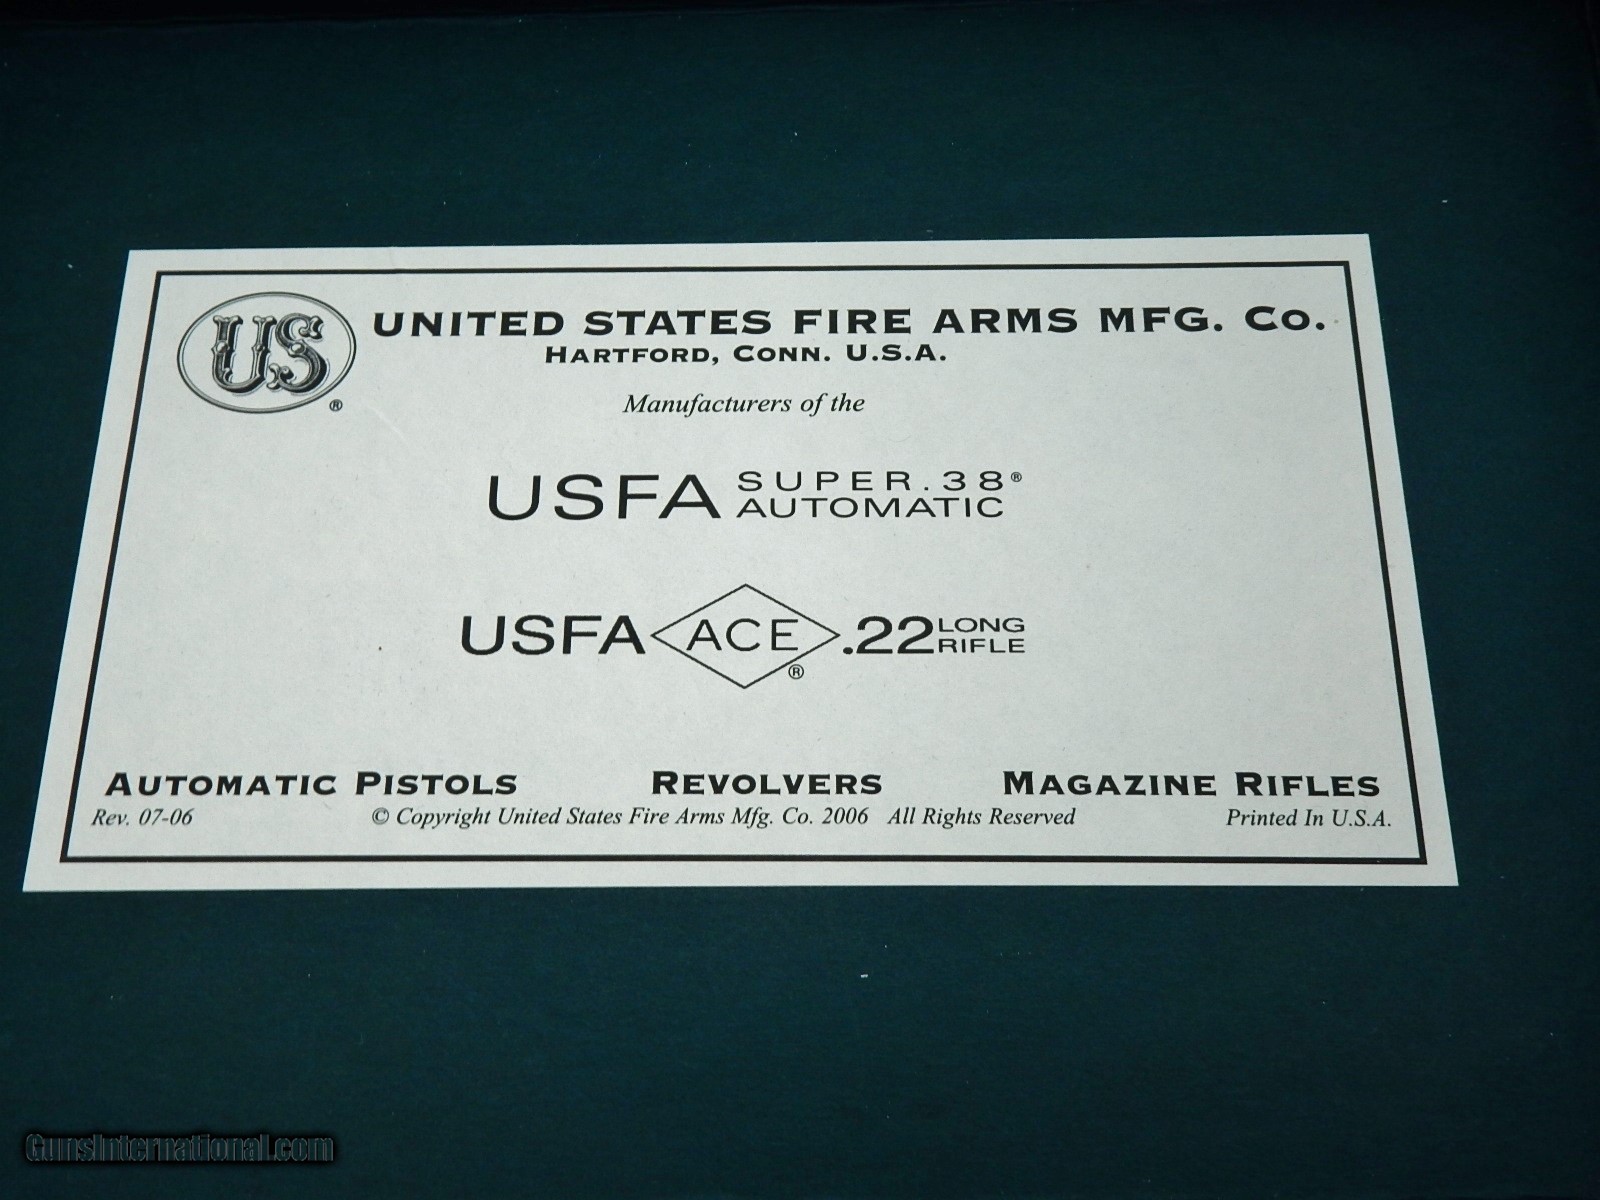 US
®
UNITED STATES FIRE ARMS MFG. CO.
HARTFORD, CONN. U.S.A.
Manufacturers of the
USFA SUPER .38®
AUTOMATIC
USFA ACE ® .22 LONG
RIFLE
AUTOMATIC PISTOLS REVOLVERS MAGAZINE RIFLES
Rev. 07-06 © Copyright United States Fire Arms Mfg. Co. 2006 All Rights Reserved Printed In U.S.A.
GunsInternational.com